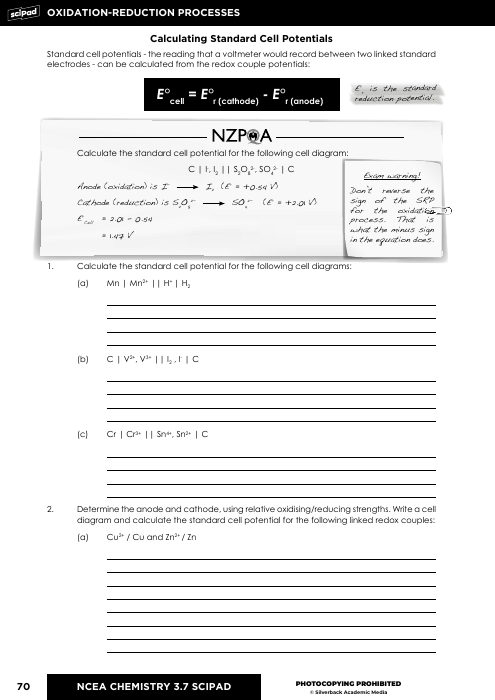 scipad OXIDATION-REDUCTION PROCESSES
Calculating Standard Cell Potentials
Standard cell potentials - the reading that a voltmeter would record between two linked standard
electrodes - can be calculated from the redox couple potentials:
E°cell = E°r (cathode) - E°r (anode)
E°r is the standard
reduction potential.
NZPQA
Calculate the standard cell potential for the following cell diagram:
C | I⁻, I₂ || S₂O₈²⁻, SO₄²⁻ | C
Anode (oxidation) is I⁻ → I₂ (E = +0.54 V)
Cathode (reduction) is S₂O₈²⁻ → SO₄²⁻ (E = +2.01 V)
E cell = 2.01 - 0.54
= 1.47 V
Exam warning!
Don't reverse the
sign of the SRP
for the oxidation
process. That is
what the minus sign
in the equation does.
1. Calculate the standard cell potential for the following cell diagrams:
(a) Mn | Mn²⁺ || H⁺ | H₂
(b) C | V²⁺, V³⁺ || I₂ , I⁻ | C
(c) Cr | Cr³⁺ || Sn⁴⁺, Sn²⁺ | C
2. Determine the anode and cathode, using relative oxidising/reducing strengths. Write a cell
diagram and calculate the standard cell potential for the following linked redox couples:
(a) Cu²⁺ / Cu and Zn²⁺ / Zn
70 NCEA CHEMISTRY 3.7 SCIPAD PHOTOCOPYING PROHIBITED
© Silverback Academic Media